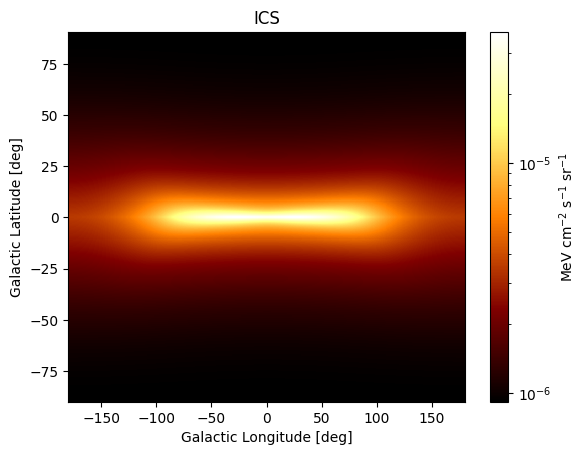 ICS
75
50
25
0
−25
−50
−75
Galactic Latitude [deg]
−150 −100 −50 0 50 100 150
Galactic Longitude [deg]
10⁻⁵
10⁻⁶
MeV cm⁻² s⁻¹ sr⁻¹